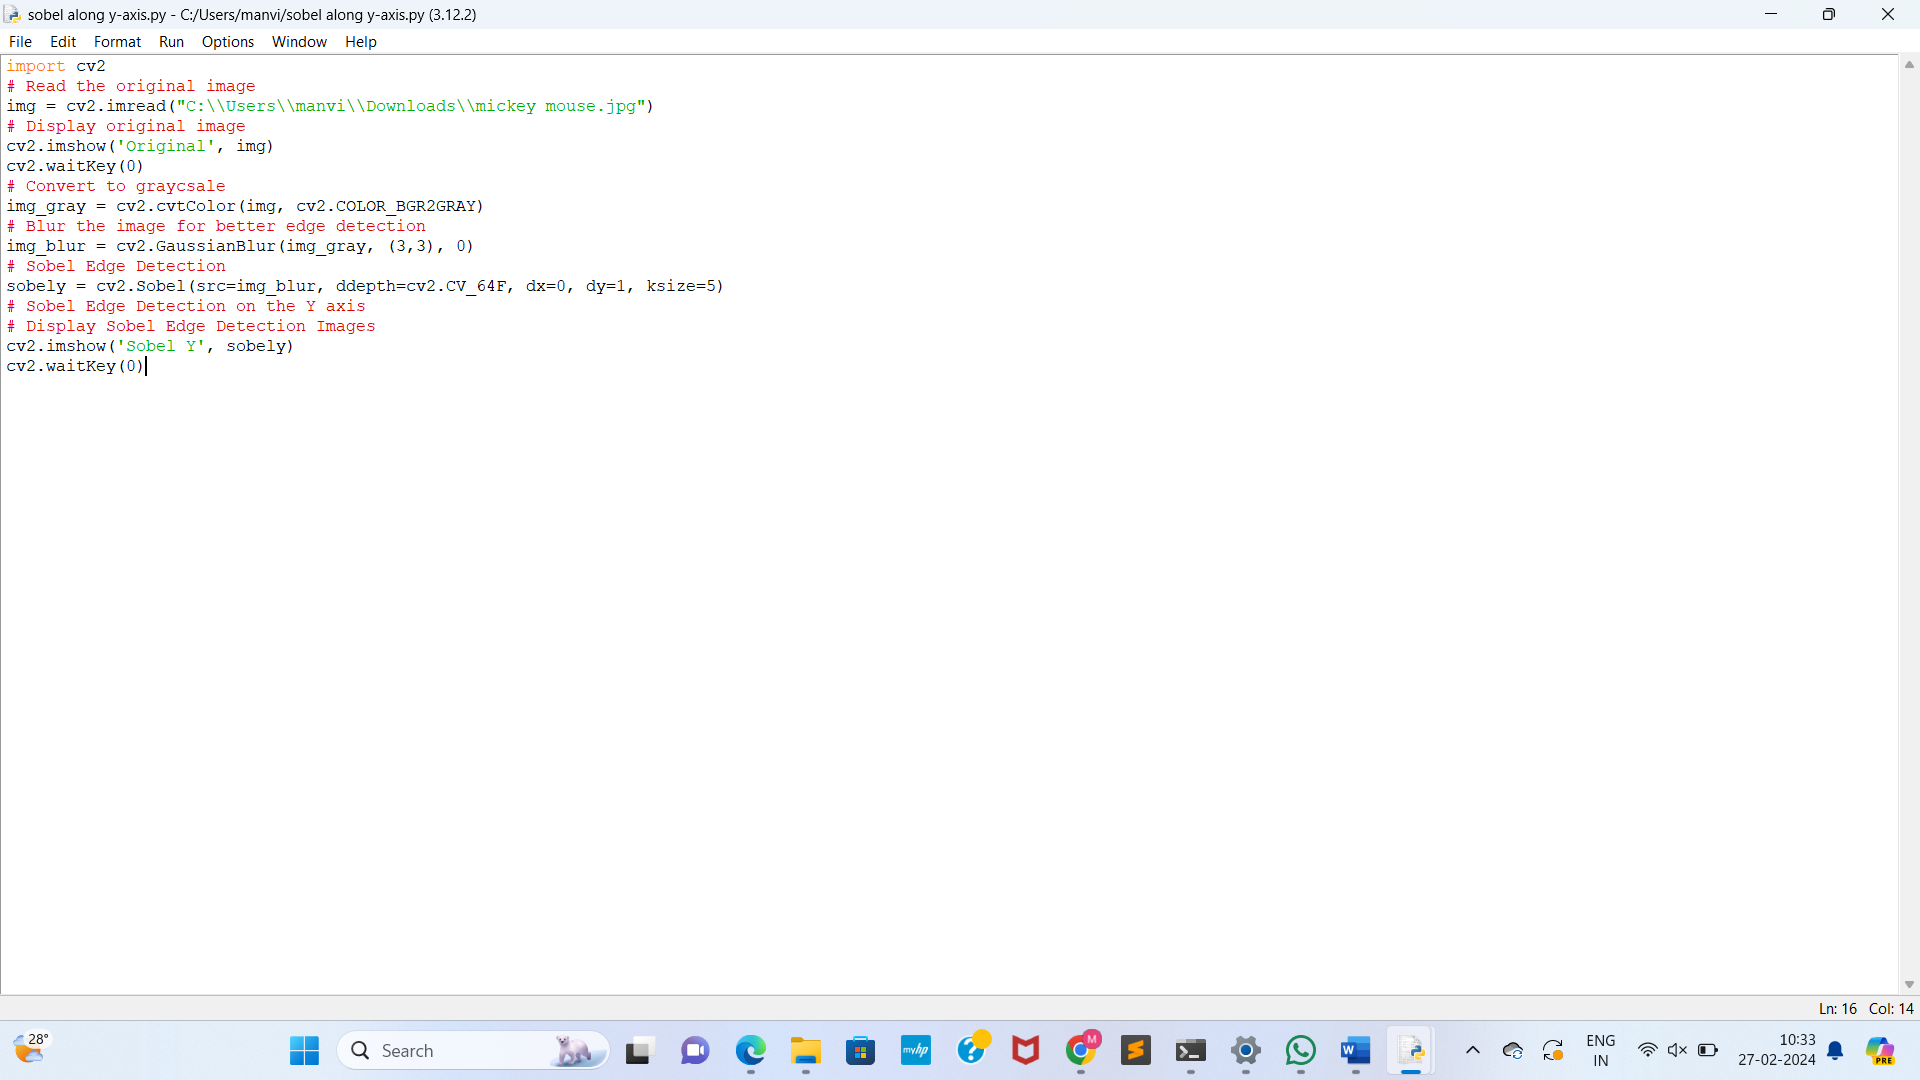 sobel along y-axis.py - C:/Users/manvi/sobel along y-axis.py (3.12.2)
File Edit Format Run Options Window Help
import cv2
# Read the original image
img = cv2.imread("C:\\Users\\manvi\\Downloads\\mickey mouse.jpg")
# Display original image
cv2.imshow('Original', img)
cv2.waitKey(0)
# Convert to graycsale
img_gray = cv2.cvtColor(img, cv2.COLOR_BGR2GRAY)
# Blur the image for better edge detection
img_blur = cv2.GaussianBlur(img_gray, (3,3), 0)
# Sobel Edge Detection
sobely = cv2.Sobel(src=img_blur, ddepth=cv2.CV_64F, dx=0, dy=1, ksize=5)
# Sobel Edge Detection on the Y axis
# Display Sobel Edge Detection Images
cv2.imshow('Sobel Y', sobely)
cv2.waitKey(0)
Ln: 16 Col: 14
28°
Search
myhp
M
W
ENG
IN
10:33
27-02-2024
PRE